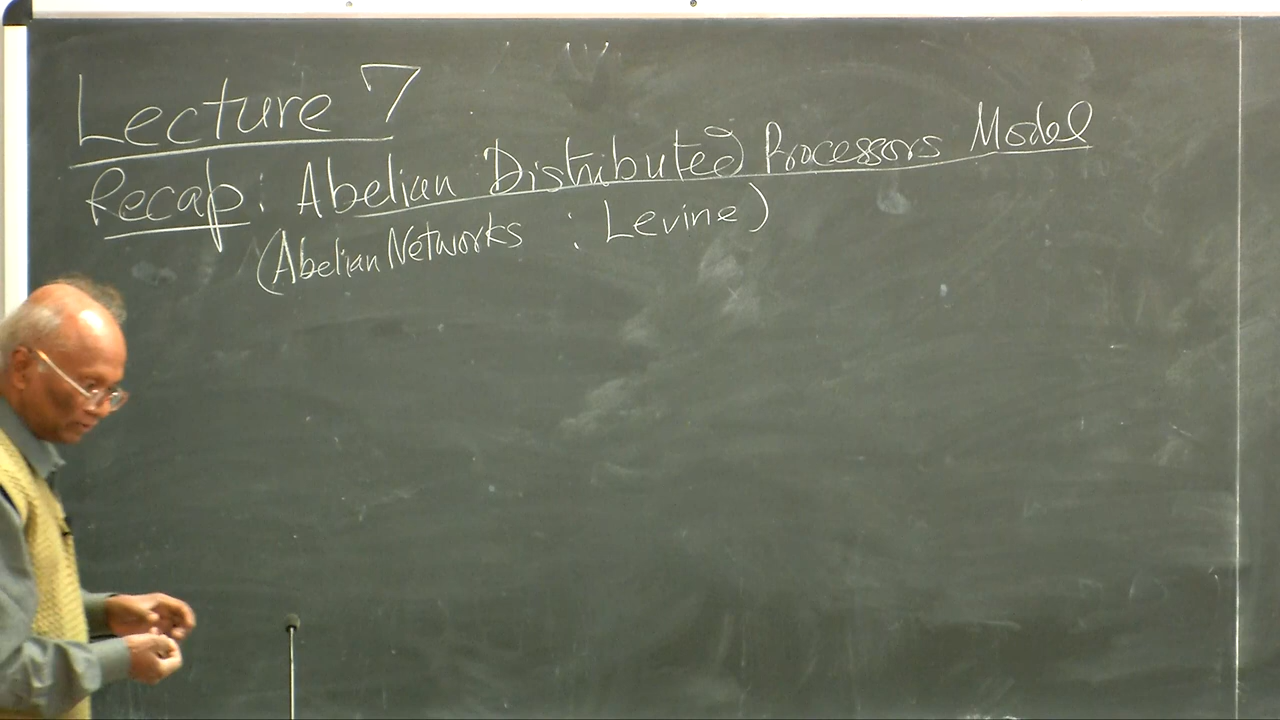 Lecture 7
Recap: Abelian Distributed Processors Model
(Abelian Networks : Levine)